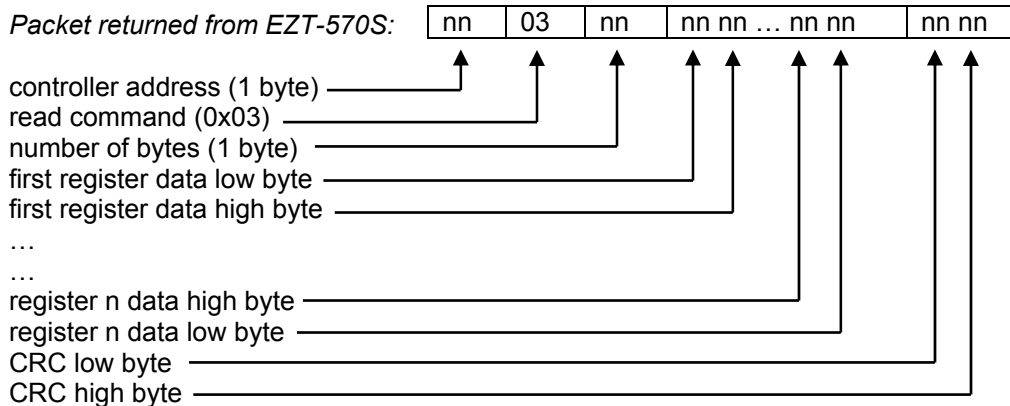 Packet returned from EZT-570S: nn 03 nn nn nn … nn nn nn nn
controller address (1 byte)
read command (0x03)
number of bytes (1 byte)
first register data low byte
first register data high byte
…
…
register n data high byte
register n data low byte
CRC low byte
CRC high byte